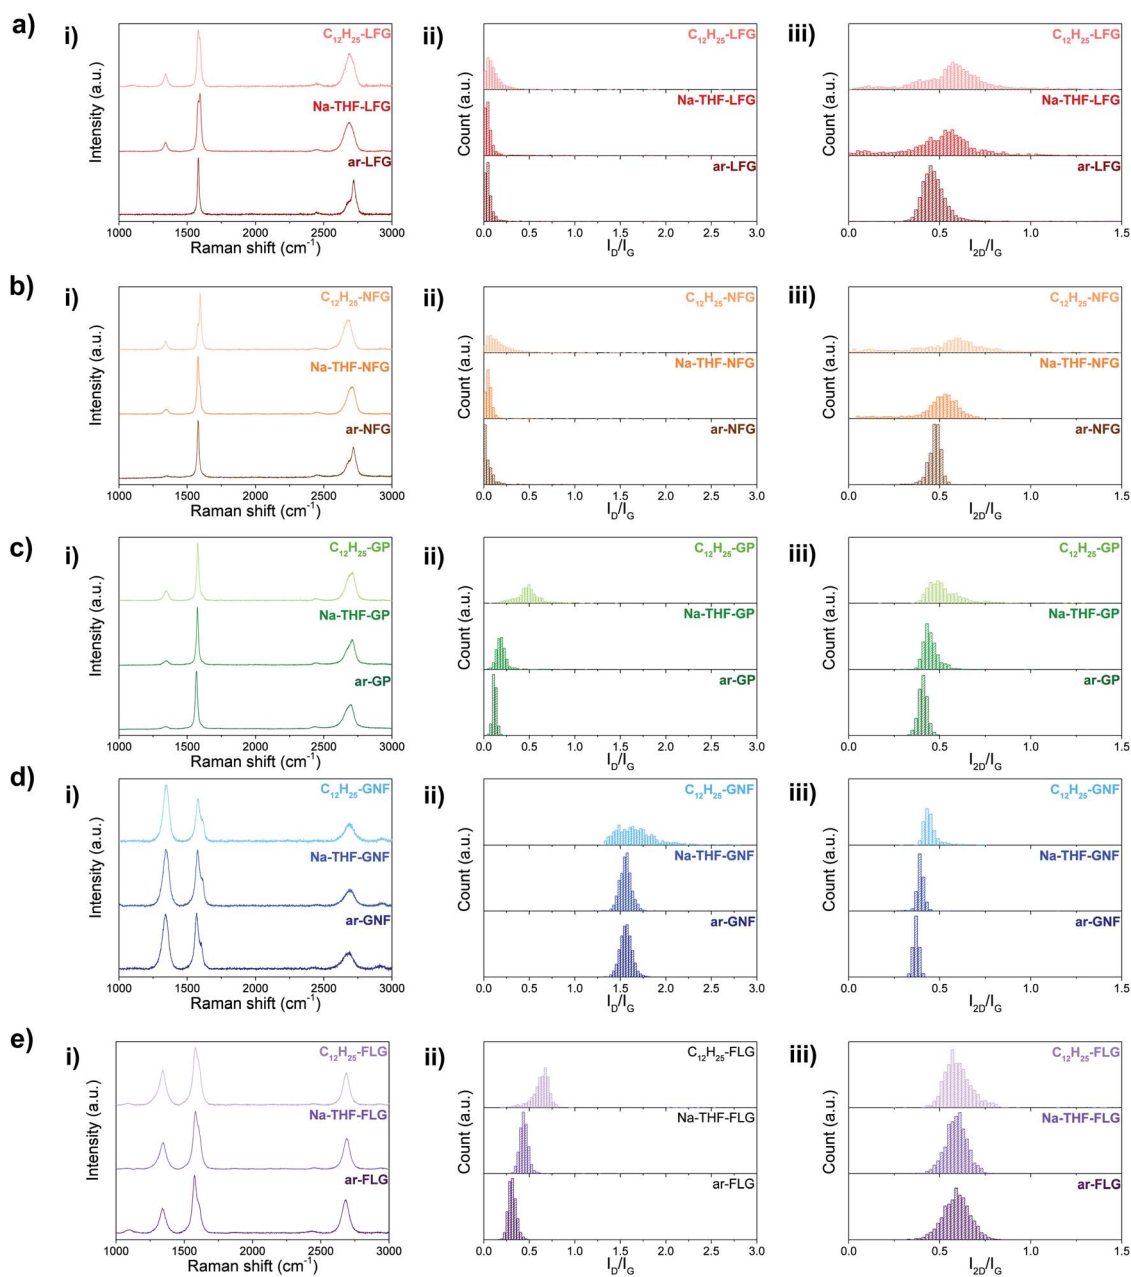 a)
i)
C12H25-LFG
Na-THF-LFG
ar-LFG
Intensity (a.u.)
1000 1500 2000 2500 3000
Raman shift (cm-1)
ii)
C12H25-LFG
Na-THF-LFG
ar-LFG
Count (a.u.)
0.0 0.5 1.0 1.5 2.0 2.5 3.0
ID/IG
iii)
C12H25-LFG
Na-THF-LFG
ar-LFG
Count (a.u.)
0.0 0.5 1.0 1.5
I2D/IG
b)
i)
C12H25-NFG
Na-THF-NFG
ar-NFG
Intensity (a.u.)
1000 1500 2000 2500 3000
Raman shift (cm-1)
ii)
C12H25-NFG
Na-THF-NFG
ar-NFG
Count (a.u.)
0.0 0.5 1.0 1.5 2.0 2.5 3.0
ID/IG
iii)
C12H25-NFG
Na-THF-NFG
ar-NFG
Count (a.u.)
0.0 0.5 1.0 1.5
I2D/IG
c)
i)
C12H25-GP
Na-THF-GP
ar-GP
Intensity (a.u.)
1000 1500 2000 2500 3000
Raman shift (cm-1)
ii)
C12H25-GP
Na-THF-GP
ar-GP
Count (a.u.)
0.0 0.5 1.0 1.5 2.0 2.5 3.0
ID/IG
iii)
C12H25-GP
Na-THF-GP
ar-GP
Count (a.u.)
0.0 0.5 1.0 1.5
I2D/IG
d)
i)
C12H25-GNF
Na-THF-GNF
ar-GNF
Intensity (a.u.)
1000 1500 2000 2500 3000
Raman shift (cm-1)
ii)
C12H25-GNF
Na-THF-GNF
ar-GNF
Count (a.u.)
0.0 0.5 1.0 1.5 2.0 2.5 3.0
ID/IG
iii)
C12H25-GNF
Na-THF-GNF
ar-GNF
Count (a.u.)
0.0 0.5 1.0 1.5
I2D/IG
e)
i)
C12H25-FLG
Na-THF-FLG
ar-FLG
Intensity (a.u.)
1000 1500 2000 2500 3000
Raman shift (cm-1)
ii)
C12H25-FLG
Na-THF-FLG
ar-FLG
Count (a.u.)
0.0 0.5 1.0 1.5 2.0 2.5 3.0
ID/IG
iii)
C12H25-FLG
Na-THF-FLG
ar-FLG
Count (a.u.)
0.0 0.5 1.0 1.5
I2D/IG